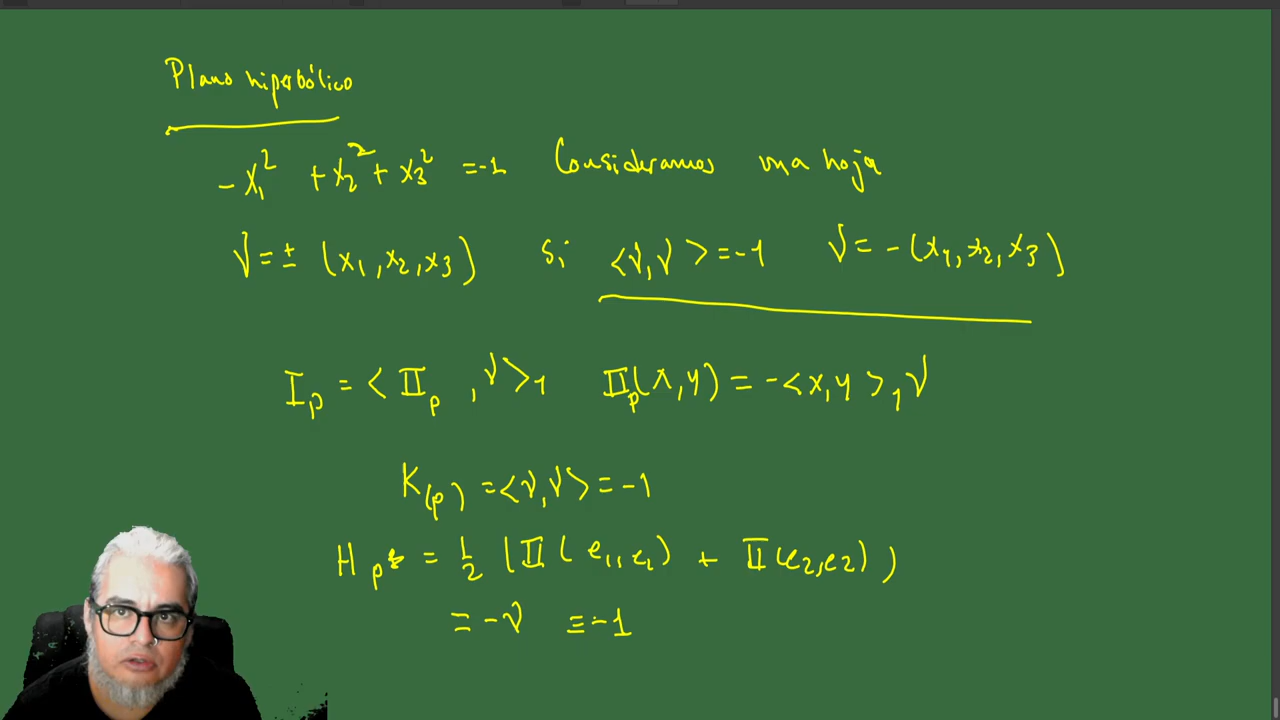 Plano hiperbólico
-x₁² + x₂² + x₃² = -1 Consideramos una hoja
ν = ± (x₁, x₂, x₃) si <ν, ν> = -1 ν = -(x₁, x₂, x₃)
I_p = <II_p, ν>₁ II_p(x, y) = -<x, y>₁ ν
K(p) = <ν, ν> = -1
H_p = 1/2 (II(e₁, e₁) + II(e₂, e₂))
= -ν ≡ -1